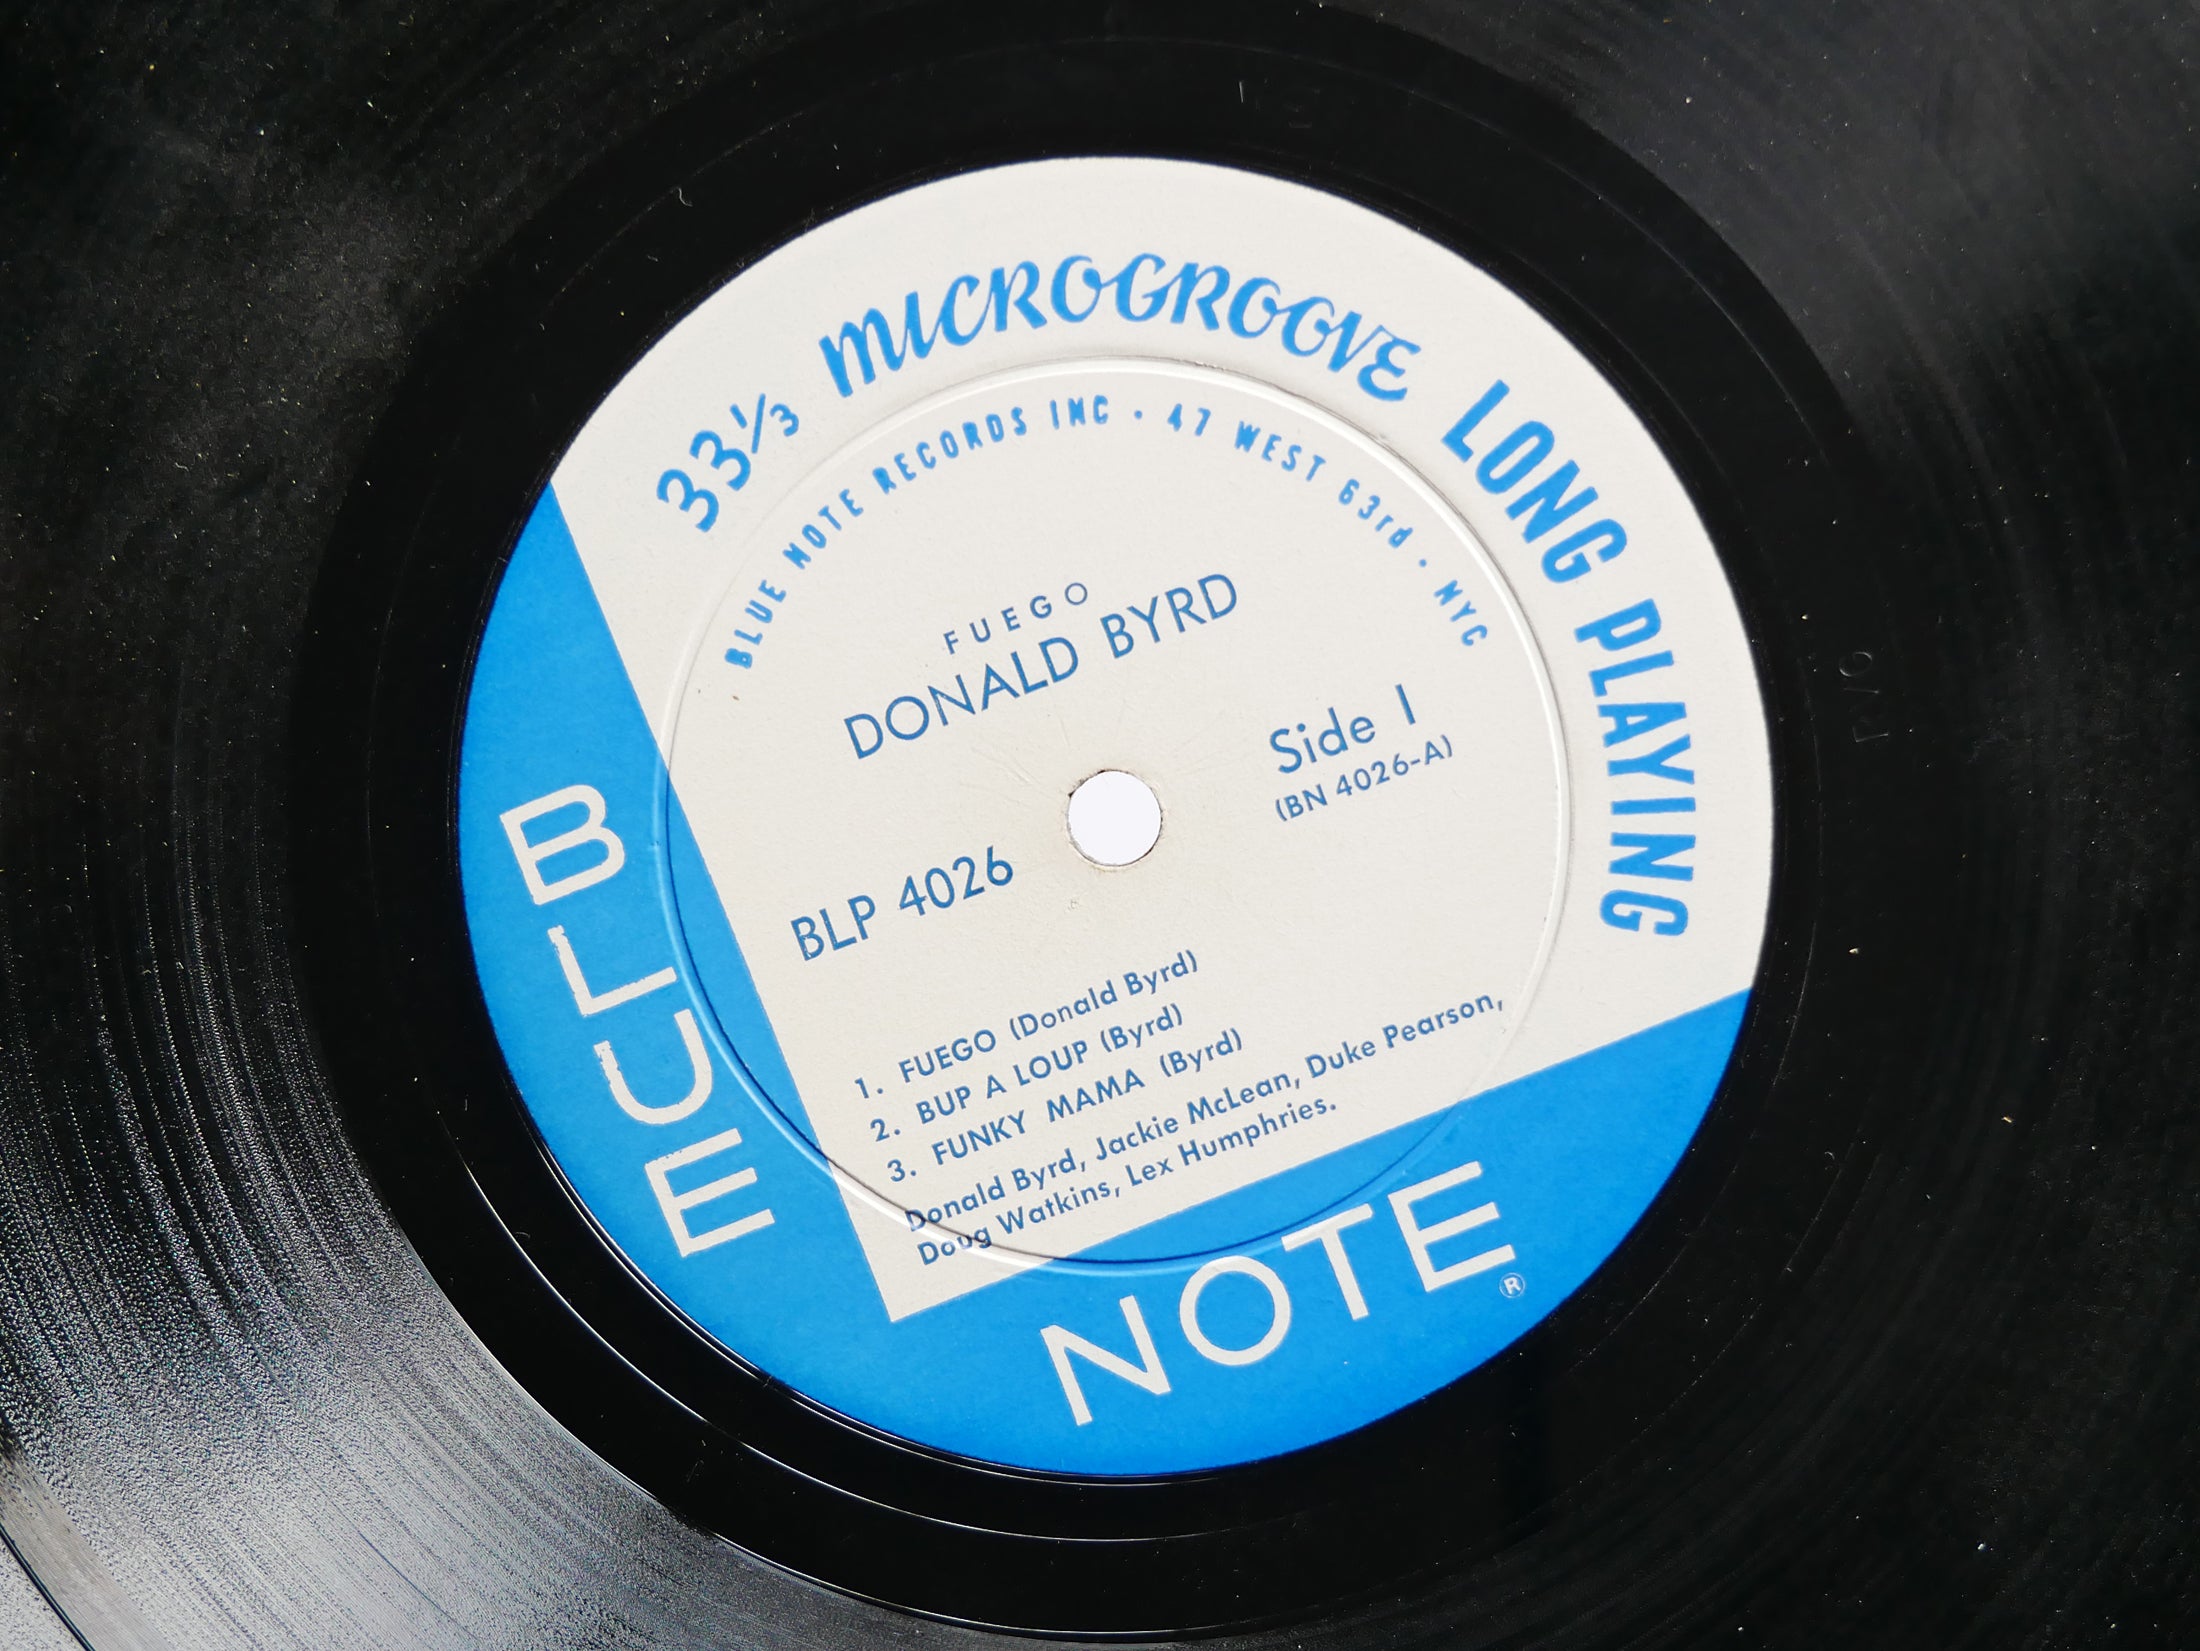 33 1/3 MICROGROOVE LONG PLAYING
BLUE NOTE RECORDS INC · 47 WEST 63rd · NYC
FUEGO
DONALD BYRD
Side 1
(BN 4026-A)
BLP 4026
1. FUEGO (Donald Byrd)
2. BUP A LOUP (Byrd)
3. FUNKY MAMA (Byrd)
Donald Byrd, Jackie McLean, Duke Pearson,
Doug Watkins, Lex Humphries.
BLUE
NOTE ®